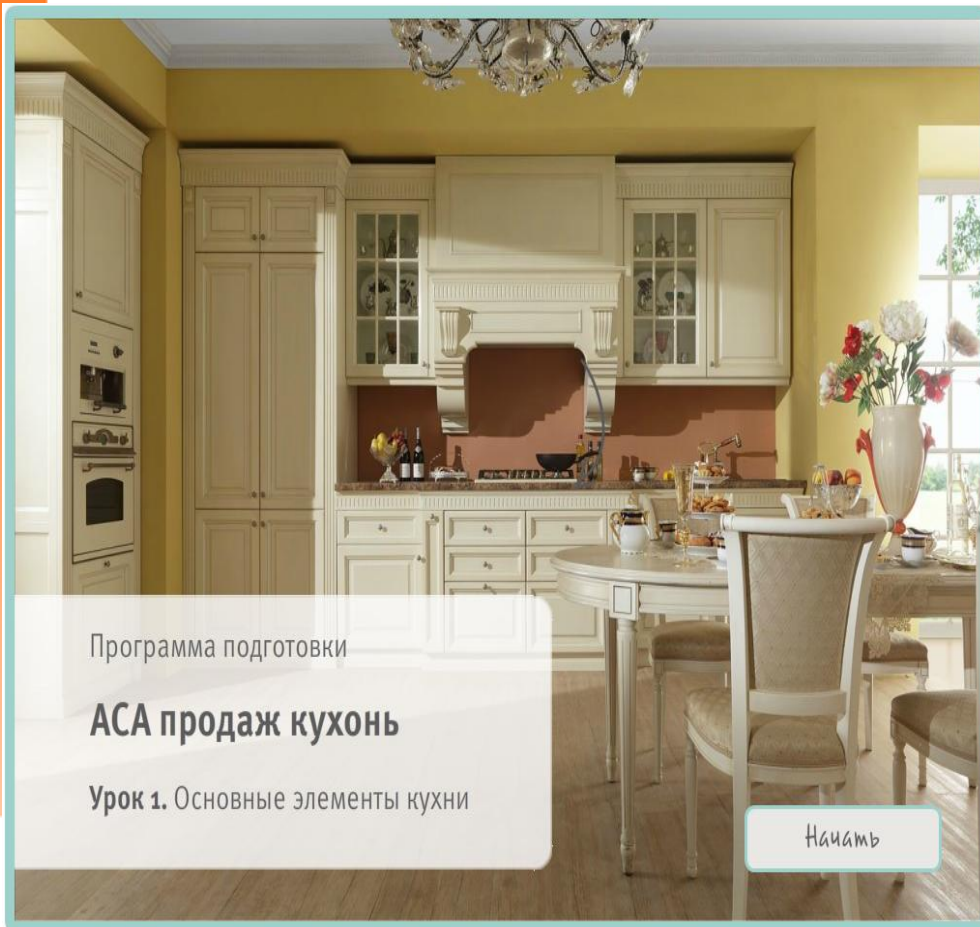 Программа подготовки
АСА продаж кухонь
Урок 1. Основные элементы кухни
Начать